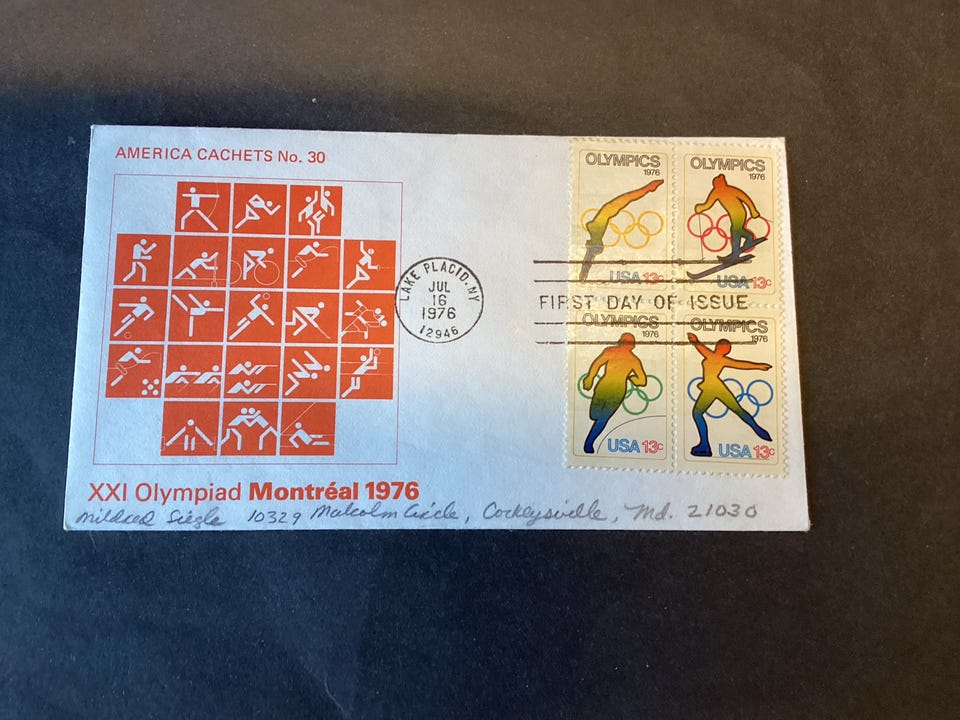 AMERICA CACHETS No. 30
OLYMPICS
1976
USA 13c
OLYMPICS
1976
USA 13c
LAKE PLACID. NY
JUL
16
1976
12946
FIRST DAY OF ISSUE
OLYMPICS
1976
USA 13c
OLYMPICS
1976
USA 13c
XXI Olympiad Montréal 1976
Mildred Siegle 10329 Malcolm Circle, Cockeysville, Md. 21030